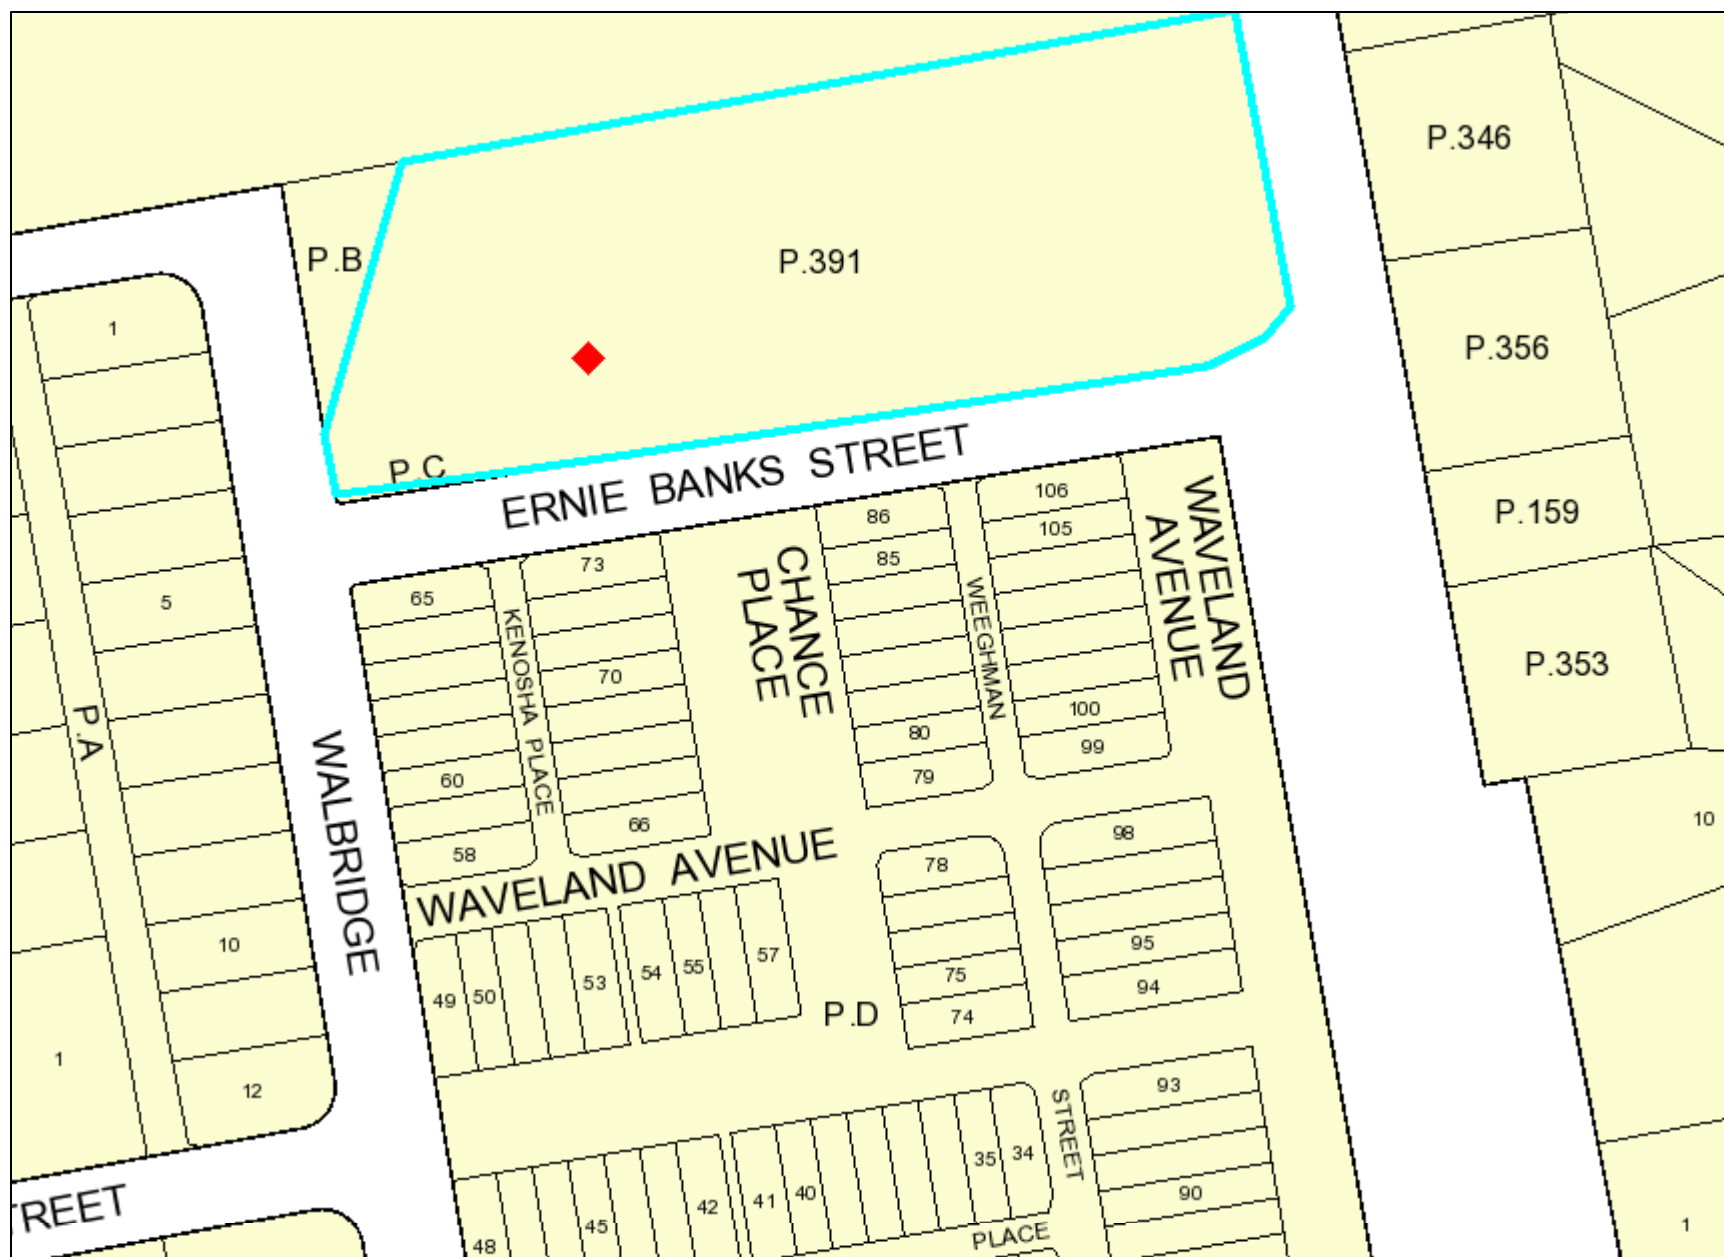 P.346
P.B
P.391
1
P.356
P.C
ERNIE BANKS STREET
106
86
105
P.159
73
85
65
5
CHANCE
PLACE
WEEGHMAN
WAVELAND
AVENUE
KENOSHA PLACE
70
P.353
100
P.A
80
99
60
79
WALBRIDGE
66
98
10
58
WAVELAND AVENUE
78
10
95
57
54
55
53
75
94
49
50
P.D
74
1
12
93
STREET
35
34
TREET
42
41
40
90
45
1
48
PLACE